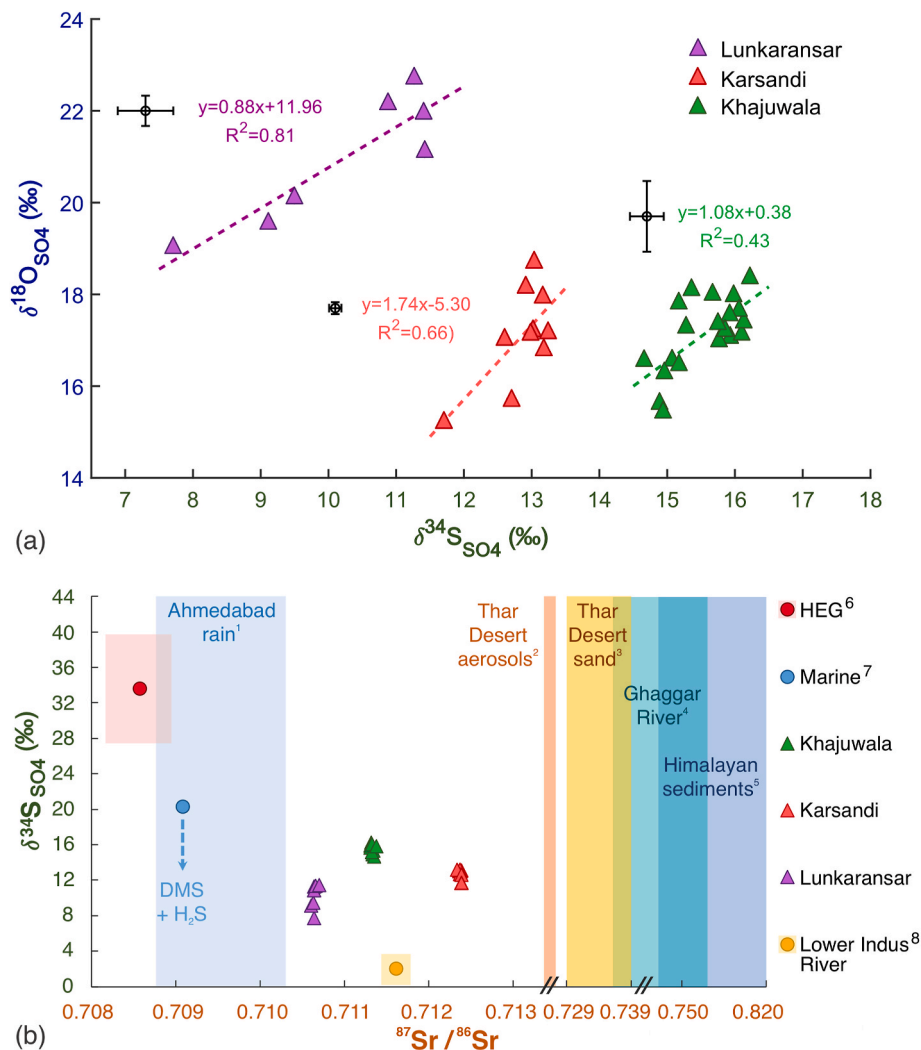 24
22
20
18
16
14
δ18OSO4 (‰)
Lunkaransar
Karsandi
Khajuwala
y=0.88x+11.96
R2=0.81
y=1.08x+0.38
R2=0.43
y=1.74x-5.30
R2=0.66)
7 8 9 10 11 12 13 14 15 16 17 18
(a)
δ34SSO4 (‰)
44
40
36
32
28
24
20
16
12
8
4
0
δ34SSO4 (‰)
Ahmedabad
rain1
Thar
Desert
aerosols2
Thar
Desert
sand3
Ghaggar
River4
Himalayan
sediments5
DMS
+ H2S
HEG6
Marine7
Khajuwala
Karsandi
Lunkaransar
Lower Indus8
River
0.708 0.709 0.710 0.711 0.712 0.713 0.729 0.739 0.750 0.820
(b)
87Sr / 86Sr